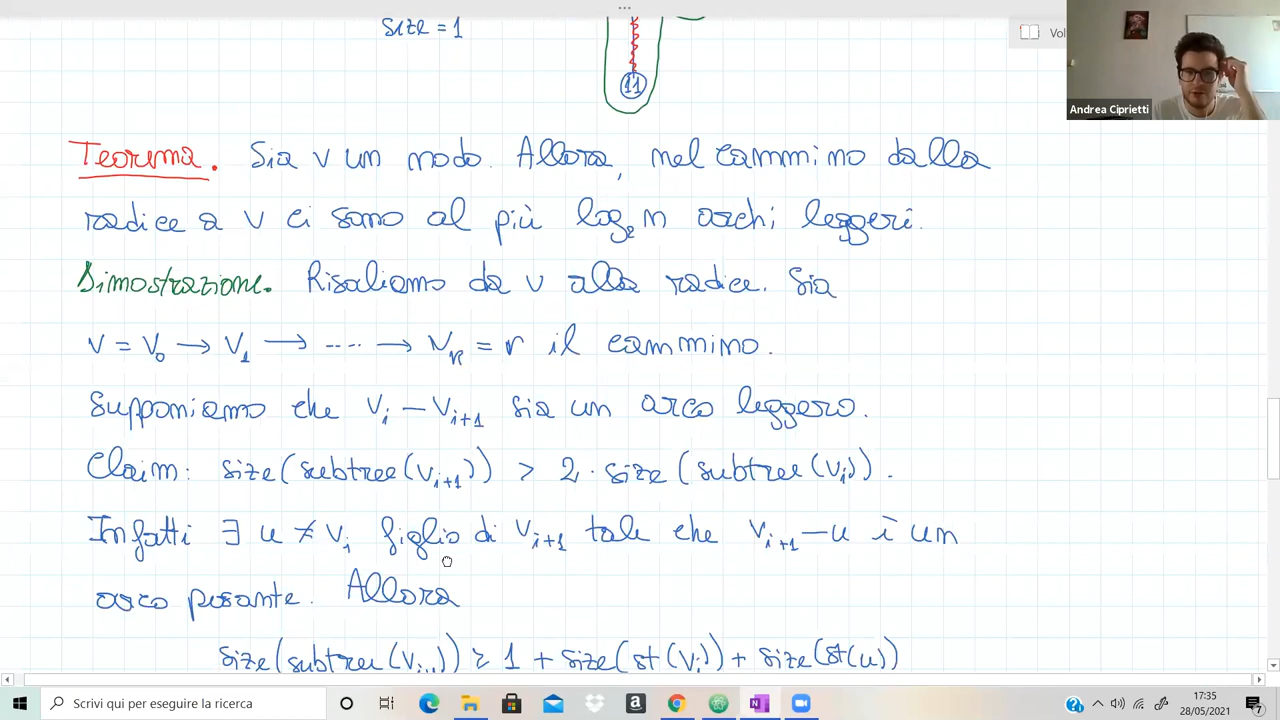 size = 1
11
Vol
Andrea Ciprietti
Teorema. Sia v un nodo. Allora, nel cammino dalla
radice a v ci sono al più log₂n archi leggeri.
Dimostrazione. Risaliamo da v alla radice. Sia
v = v₀ → v₁ → ---- → vₖ = r il cammino.
Supponiamo che vᵢ – vᵢ₊₁ sia un arco leggero.
Claim: size(subtree(vᵢ₊₁)) > 2 · size(subtree(vᵢ)).
Infatti ∃ u ≠ vᵢ figlio di vᵢ₊₁ tale che vᵢ₊₁ – u è un
arco pesante. Allora
size(subtree(vᵢ₊₁)) ≥ 1 + size(st(vᵢ)) + size(st(u))
Scrivi qui per eseguire la ricerca
17:35
28/05/2021
7